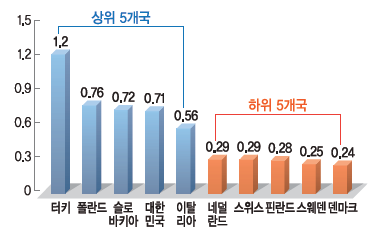 상위 5개국
하위 5개국
1.5
1.2
0.9
0.6
0.3
0
1.2
0.76
0.72
0.71
0.56
0.29
0.29
0.28
0.25
0.24
터키
폴란드
슬로
바키아
대한
민국
이탈
리아
네덜
란드
스위스
핀란드
스웨덴
덴마크